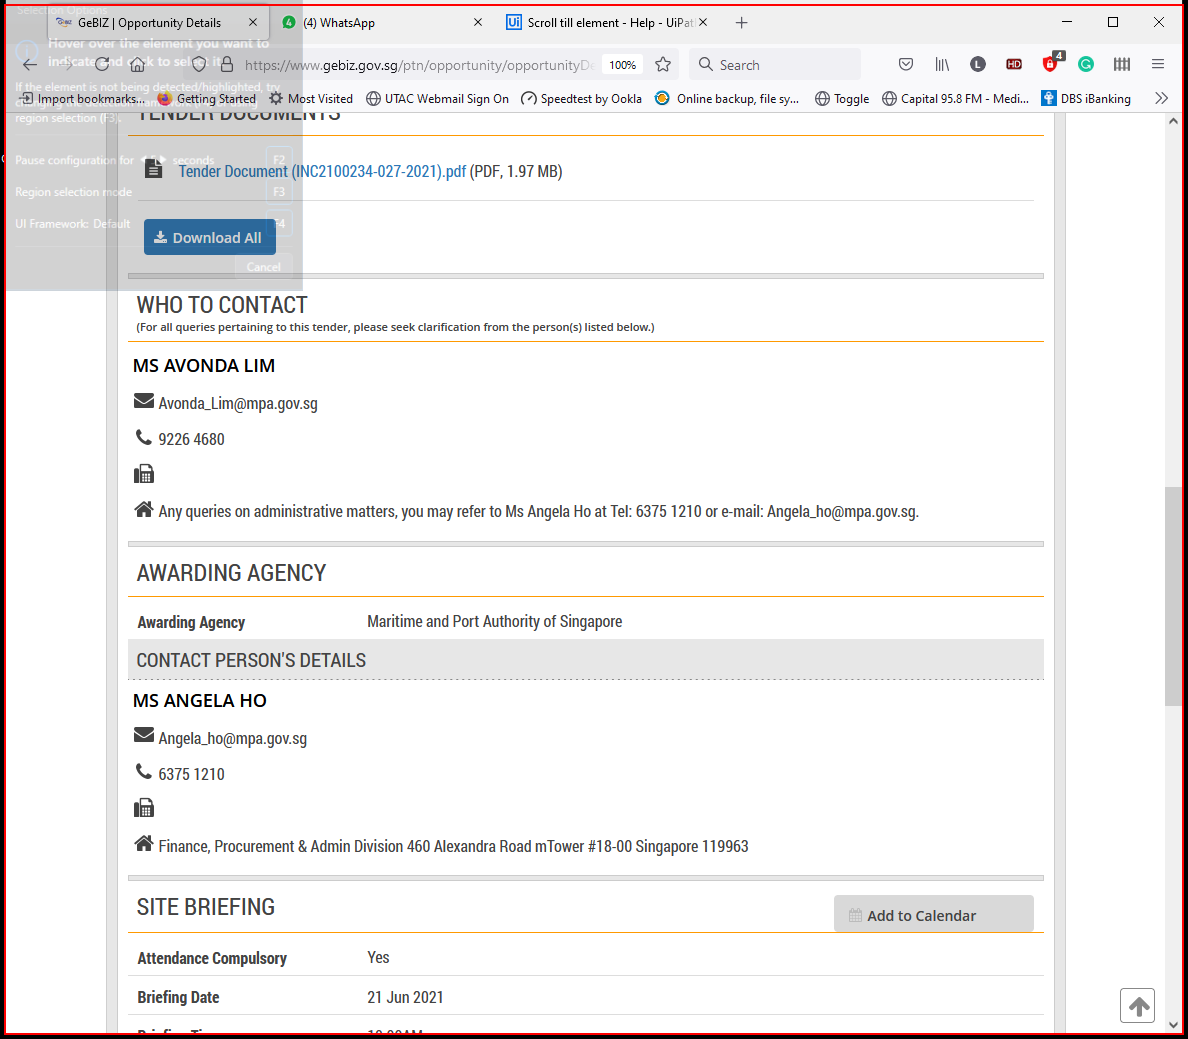 Selection Options
GeBIZ | Opportunity Details
(4) WhatsApp
Scroll till element - Help - UiPat
Hover over the element you want to
indicate and click to select it
https://www.gebiz.gov.sg/ptn/opportunity/opportunityDe
100%
Search
4
If the element is not being detected/highlighted, try
Import bookmarks...
Getting Started
Most Visited
UTAC Webmail Sign On
Speedtest by Ookla
Online backup, file sy...
Toggle
Capital 95.8 FM - Medi...
DBS iBanking
region selection (F3).
TENDER DOCUMENTS
Pause configuration for
seconds
F2
Tender Document (INC2100234-027-2021).pdf (PDF, 1.97 MB)
Region selection mode
F3
UI Framework: Default
F4
Download All
Cancel
WHO TO CONTACT
(For all queries pertaining to this tender, please seek clarification from the person(s) listed below.)
MS AVONDA LIM
Avonda_Lim@mpa.gov.sg
9226 4680
Any queries on administrative matters, you may refer to Ms Angela Ho at Tel: 6375 1210 or e-mail: Angela_ho@mpa.gov.sg.
AWARDING AGENCY
Awarding Agency
Maritime and Port Authority of Singapore
CONTACT PERSON'S DETAILS
MS ANGELA HO
Angela_ho@mpa.gov.sg
6375 1210
Finance, Procurement & Admin Division 460 Alexandra Road mTower #18-00 Singapore 119963
SITE BRIEFING
Add to Calendar
Attendance Compulsory
Yes
Briefing Date
21 Jun 2021